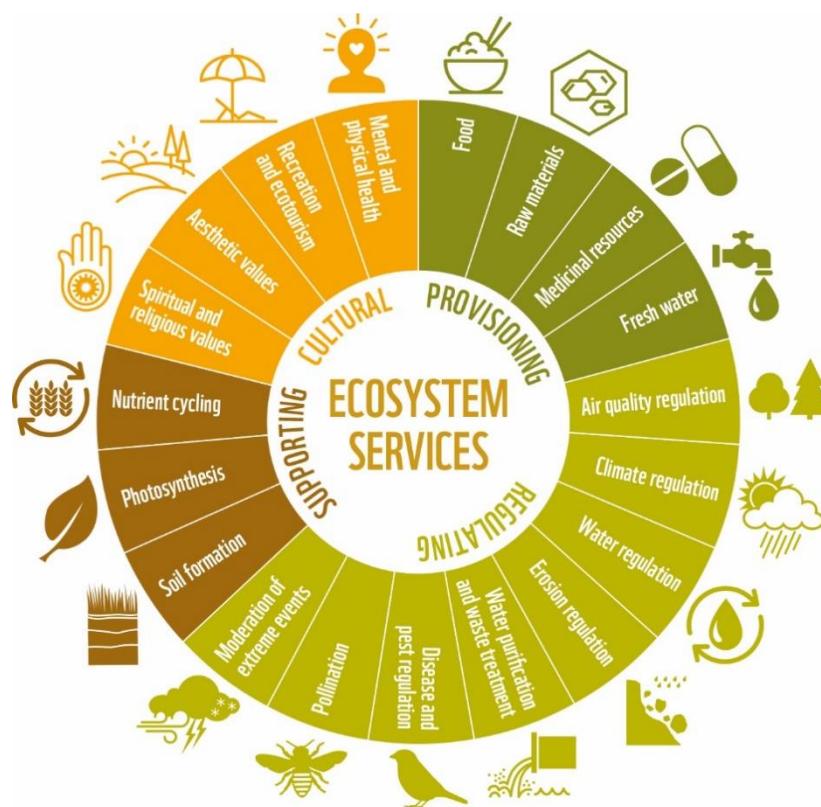 ECOSYSTEM
SERVICES
PROVISIONING
Food
Raw materials
Medicinal resources
Fresh water
REGULATING
Air quality regulation
Climate regulation
Water regulation
Erosion regulation
Water purification
and waste treatment
Disease and
pest regulation
Pollination
Moderation of
extreme events
SUPPORTING
Soil formation
Photosynthesis
Nutrient cycling
CULTURAL
Spiritual and
religious values
Aesthetic values
Recreation
and ecotourism
Mental and
physical health